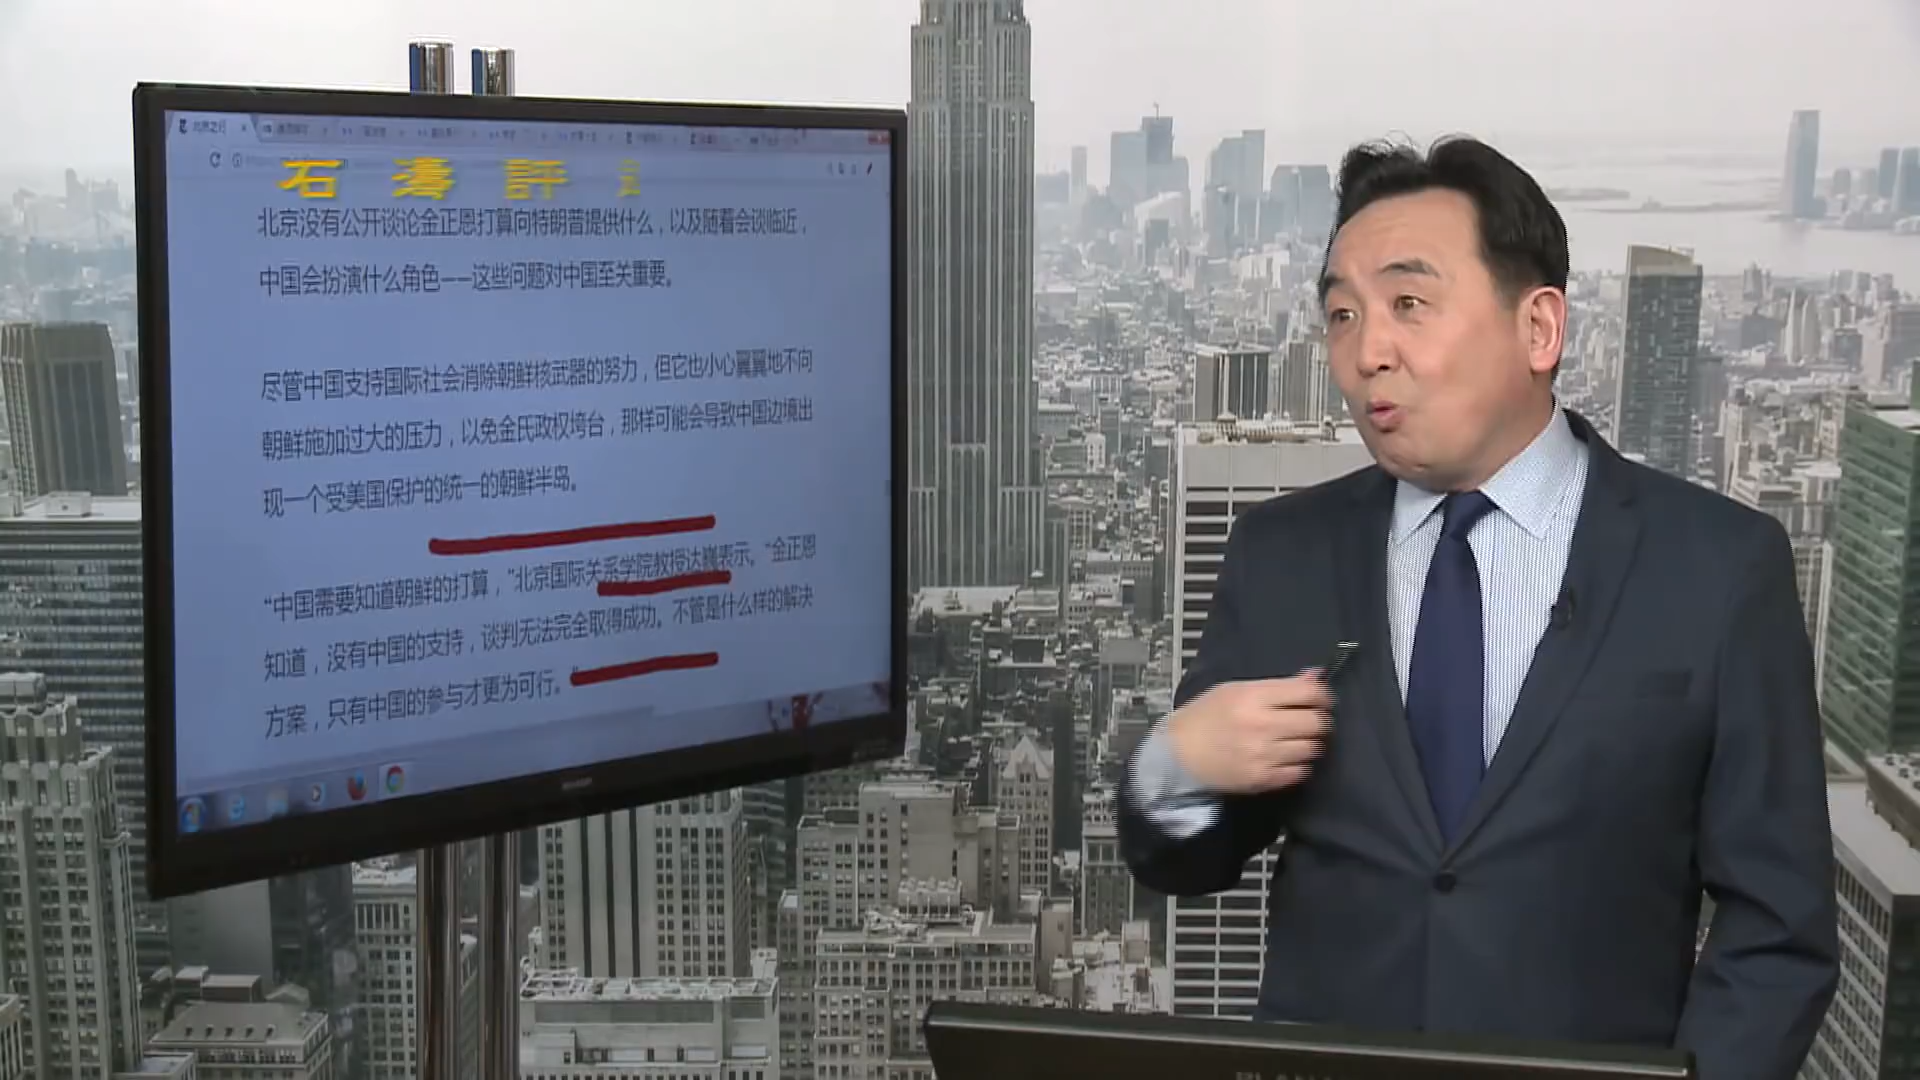 北京之行
石 濤 評
北京没有公开谈论金正恩打算向特朗普提供什么，以及随着会谈临近，
中国会扮演什么角色——这些问题对中国至关重要。
尽管中国支持国际社会消除朝鲜核武器的努力，但它也小心翼翼地不向
朝鲜施加过大的压力，以免金氏政权垮台，那样可能会导致中国边境出
现一个受美国保护的统一的朝鲜半岛。
“中国需要知道朝鲜的打算，”北京国际关系学院教授达巍表示。“金正恩
知道，没有中国的支持，谈判无法完全取得成功。不管是什么样的解决
方案，只有中国的参与才更为可行。”